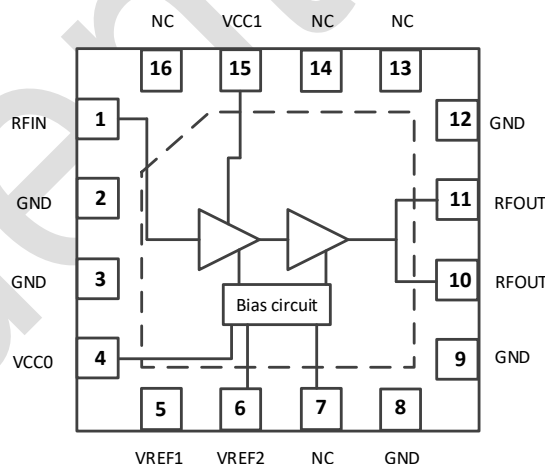 NC VCC1 NC NC
16 15 14 13
RFIN 1 12 GND
GND 2 11 RFOUT
GND 3 10 RFOUT
Bias circuit
VCC0 4 9 GND
5 6 7 8
VREF1 VREF2 NC GND